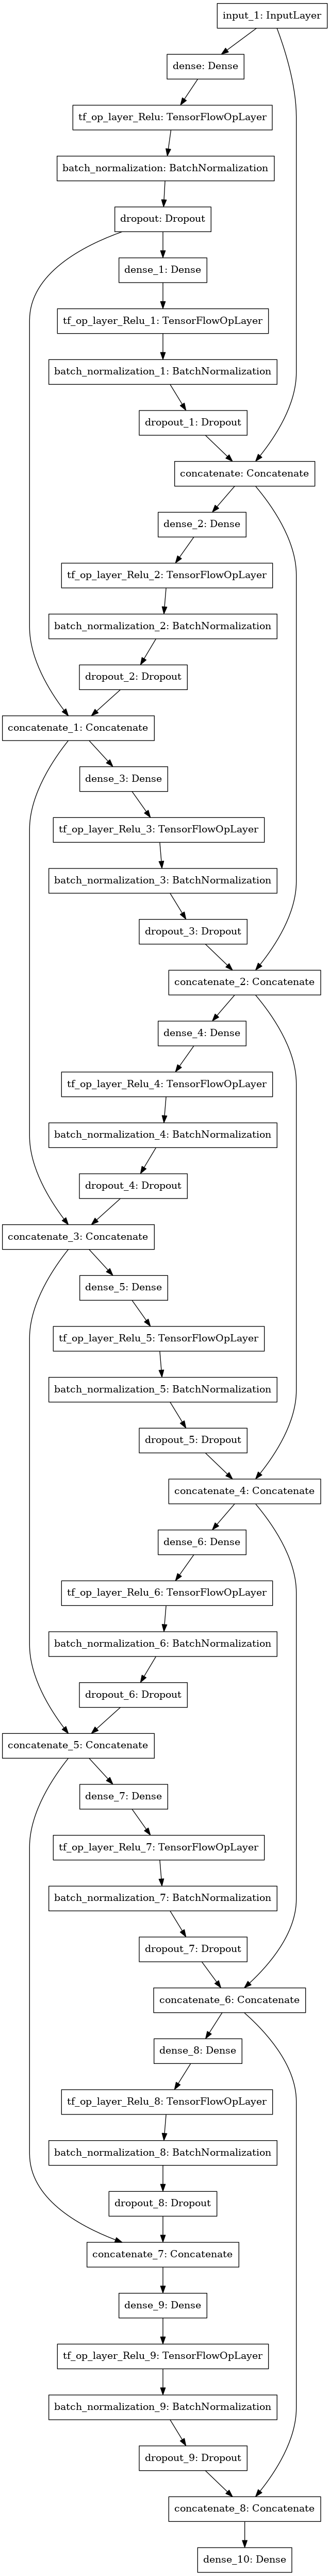 input_1: InputLayer
dense: Dense
tf_op_layer_Relu: TensorFlowOpLayer
batch_normalization: BatchNormalization
dropout: Dropout
dense_1: Dense
tf_op_layer_Relu_1: TensorFlowOpLayer
batch_normalization_1: BatchNormalization
dropout_1: Dropout
concatenate: Concatenate
dense_2: Dense
tf_op_layer_Relu_2: TensorFlowOpLayer
batch_normalization_2: BatchNormalization
dropout_2: Dropout
concatenate_1: Concatenate
dense_3: Dense
tf_op_layer_Relu_3: TensorFlowOpLayer
batch_normalization_3: BatchNormalization
dropout_3: Dropout
concatenate_2: Concatenate
dense_4: Dense
tf_op_layer_Relu_4: TensorFlowOpLayer
batch_normalization_4: BatchNormalization
dropout_4: Dropout
concatenate_3: Concatenate
dense_5: Dense
tf_op_layer_Relu_5: TensorFlowOpLayer
batch_normalization_5: BatchNormalization
dropout_5: Dropout
concatenate_4: Concatenate
dense_6: Dense
tf_op_layer_Relu_6: TensorFlowOpLayer
batch_normalization_6: BatchNormalization
dropout_6: Dropout
concatenate_5: Concatenate
dense_7: Dense
tf_op_layer_Relu_7: TensorFlowOpLayer
batch_normalization_7: BatchNormalization
dropout_7: Dropout
concatenate_6: Concatenate
dense_8: Dense
tf_op_layer_Relu_8: TensorFlowOpLayer
batch_normalization_8: BatchNormalization
dropout_8: Dropout
concatenate_7: Concatenate
dense_9: Dense
tf_op_layer_Relu_9: TensorFlowOpLayer
batch_normalization_9: BatchNormalization
dropout_9: Dropout
concatenate_8: Concatenate
dense_10: Dense